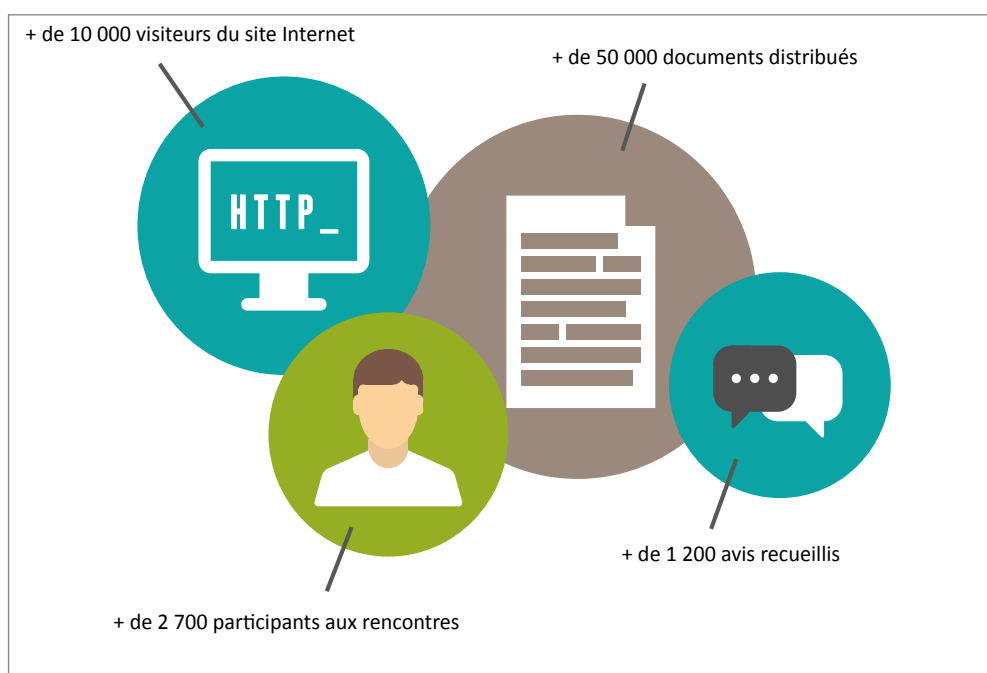 + de 10 000 visiteurs du site Internet
+ de 50 000 documents distribués
HTTP_
+ de 1 200 avis recueillis
+ de 2 700 participants aux rencontres